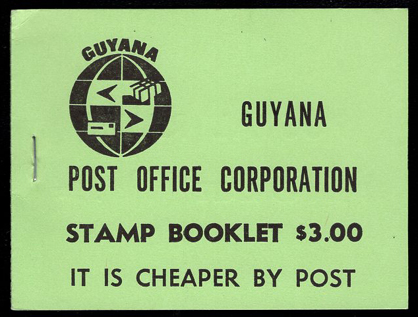 GUYANA
GUYANA
POST OFFICE CORPORATION
STAMP BOOKLET $3.00
IT IS CHEAPER BY POST